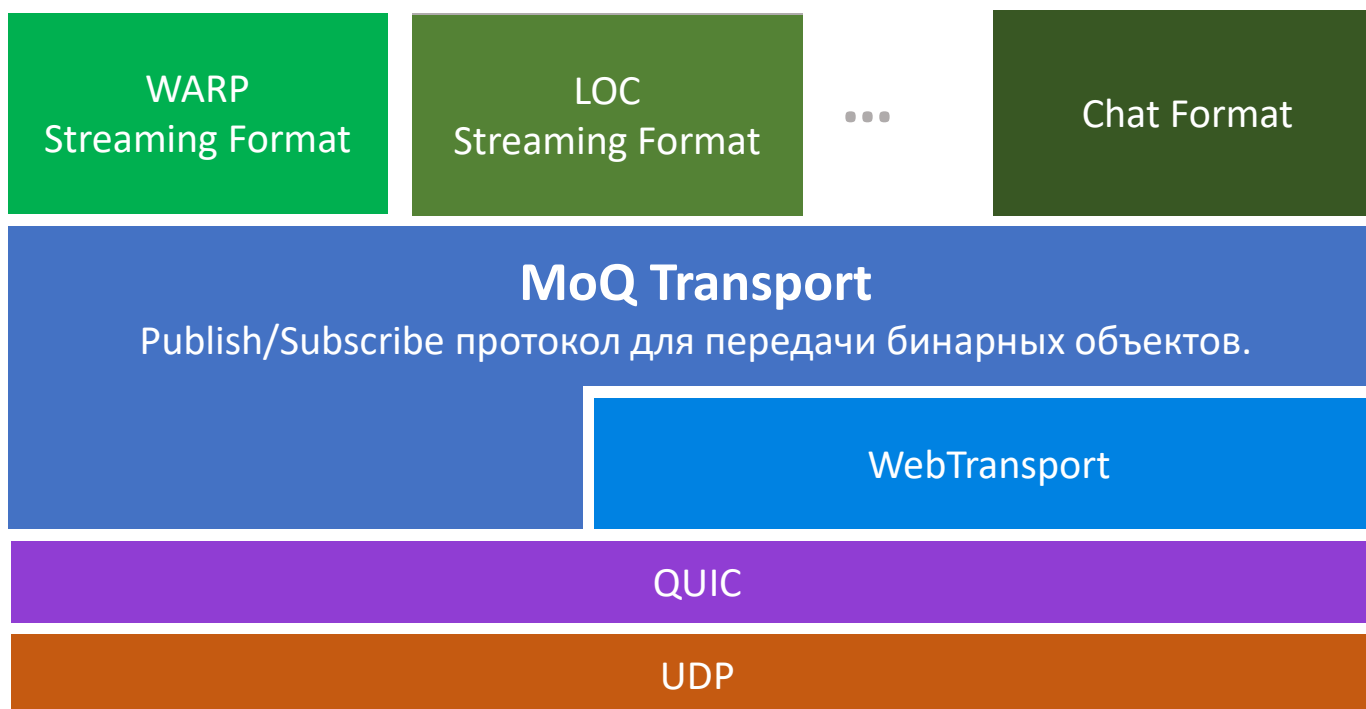 WARP
Streaming Format
LOC
Streaming Format
...
Chat Format
MoQ Transport
Publish/Subscribe протокол для передачи бинарных объектов.
WebTransport
QUIC
UDP